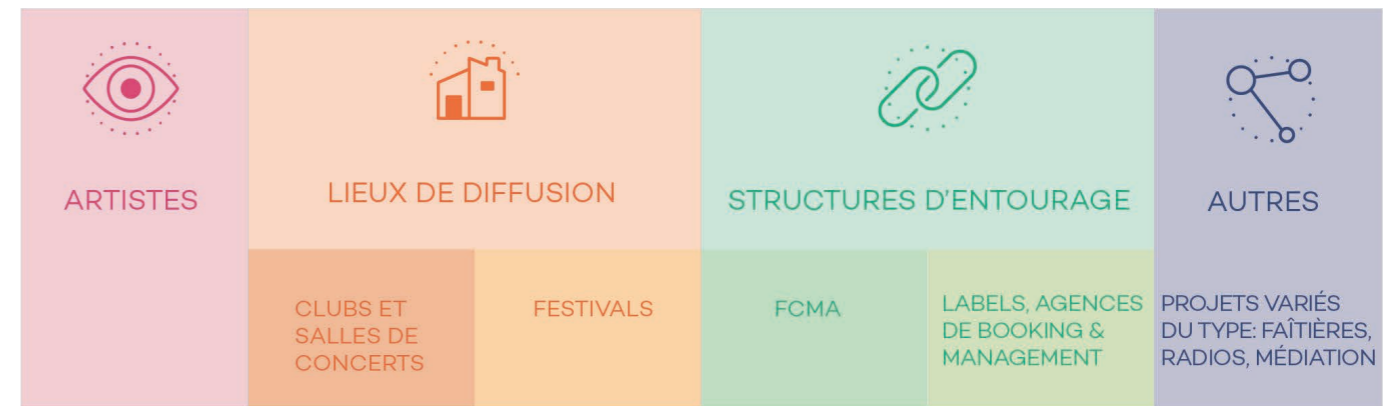 ARTISTES
LIEUX DE DIFFUSION
STRUCTURES D'ENTOURAGE
AUTRES
CLUBS ET
SALLES DE
CONCERTS
FESTIVALS
FCMA
LABELS, AGENCES
DE BOOKING &
MANAGEMENT
PROJETS VARIÉS
DU TYPE: FAÎTIÈRES,
RADIOS, MÉDIATION